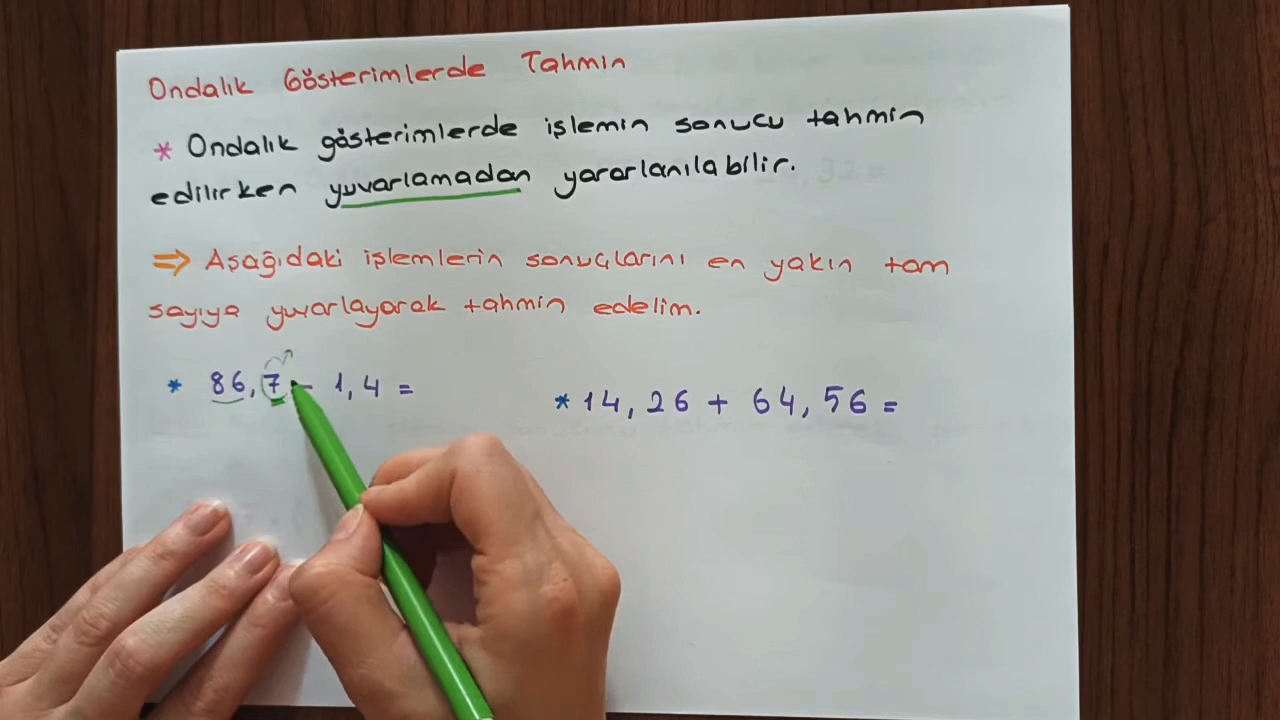 Ondalık Gösterimlerde Tahmin
* Ondalık gösterimlerde işlemin sonucu tahmin
edilirken yuvarlamadan yararlanılabilir.
⇒ Aşağıdaki işlemlerin sonuçlarını en yakın tam
sayıya yuvarlayarak tahmin edelim.
* 86,7 - 1,4 =
* 14,26 + 64,56 =